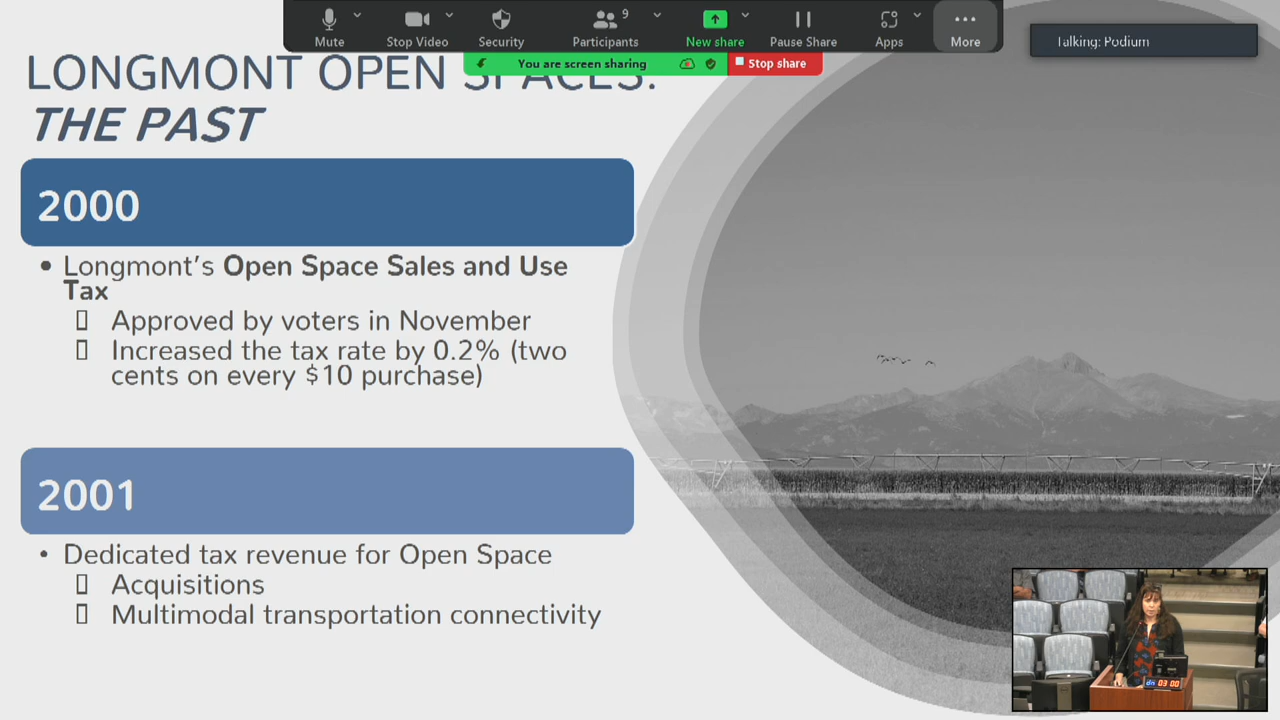 9
Mute
Stop Video
Security
Participants
New share
Pause Share
Apps
More
Talking: Podium
You are screen sharing
Stop share
LONGMONT OPEN SPACES:
THE PAST
2000
• Longmont's Open Space Sales and Use
Tax
Approved by voters in November
Increased the tax rate by 0.2% (two
cents on every $10 purchase)
2001
• Dedicated tax revenue for Open Space
Acquisitions
Multimodal transportation connectivity
03 00